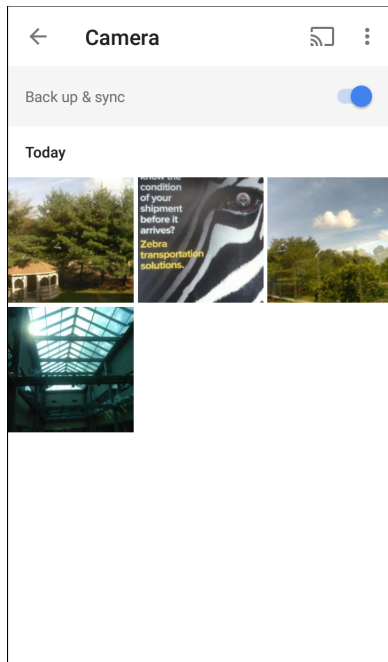 Camera
Back up & sync
Today
know the
condition
of your
shipment
before it
arrives?
Zebra
transportation
solutions.